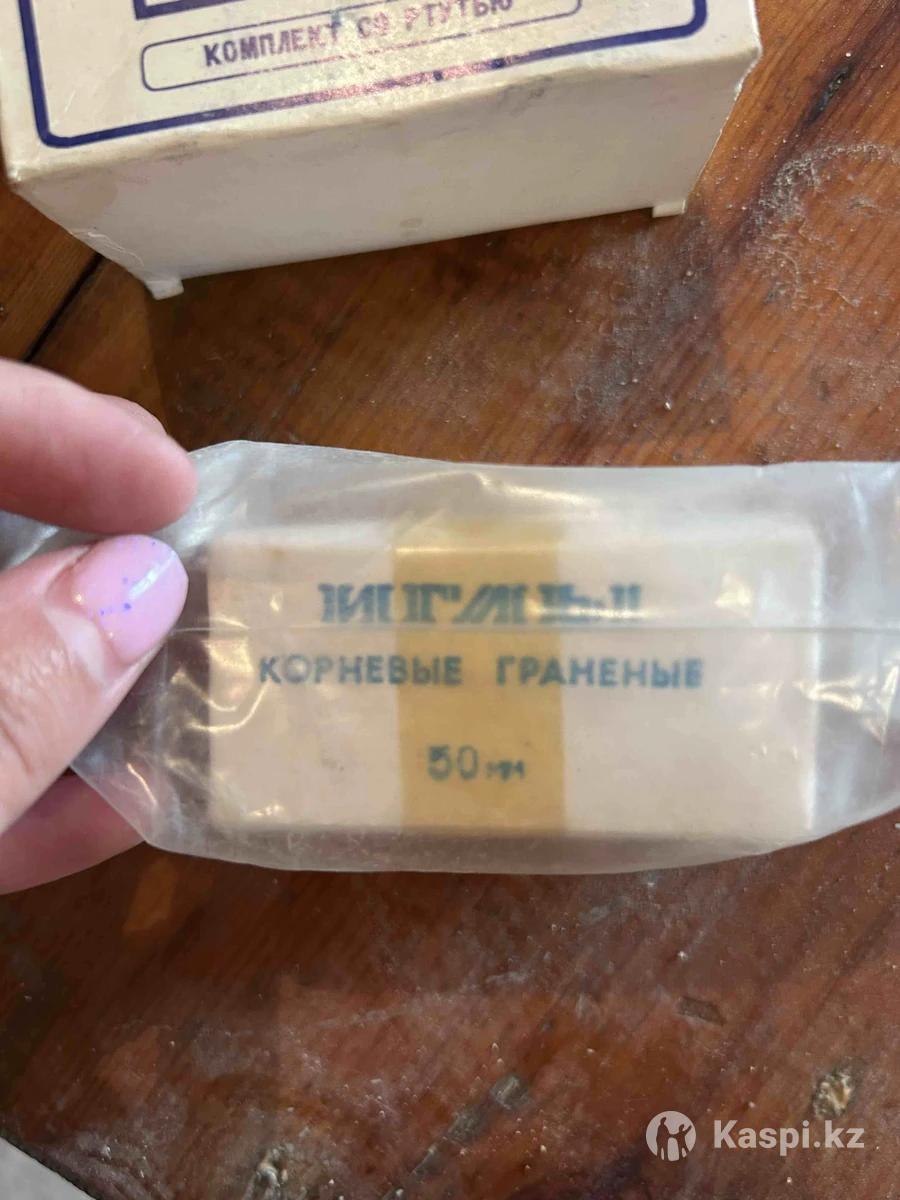 КОМПЛЕКТ СО РТУТЬЮ
ИГЛЫ
КОРНЕВЫЕ ГРАНЕНЫЕ
50 мм
Kaspi.kz